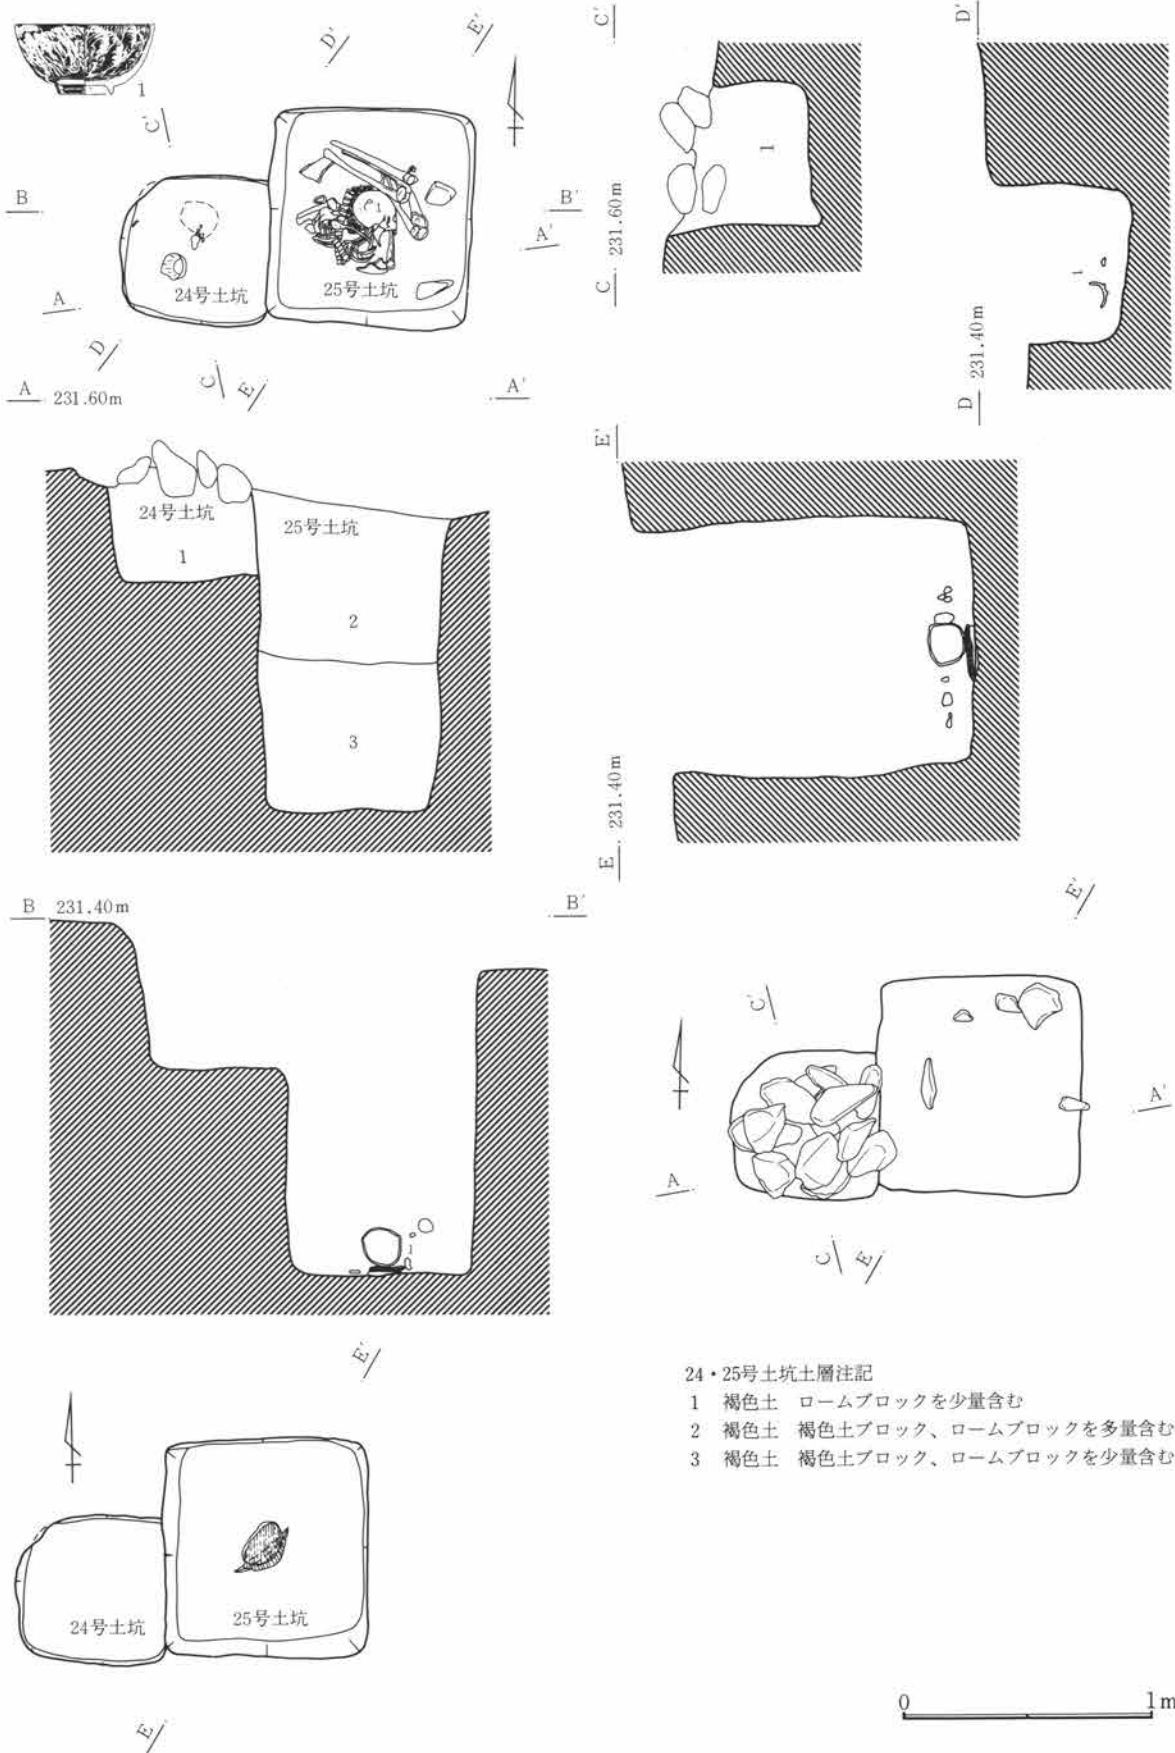 1
D'
E'
C'
B
B'
A'
24号土坑
25号土坑
1
A
D
C
E
A 231.60m
A'
24号土坑
25号土坑
1
2
3
C'
1
C 231.60m
D'
1
D 231.40m
E'
E 231.40m
B 231.40m
B'
1
E'
C'
A'
A
C
E
E'
24号土坑
25号土坑
E
24・25号土坑土層注記
1 褐色土 ロームブロックを少量含む
2 褐色土 褐色土ブロック、ロームブロックを多量含む
3 褐色土 褐色土ブロック、ロームブロックを少量含む
0 1m